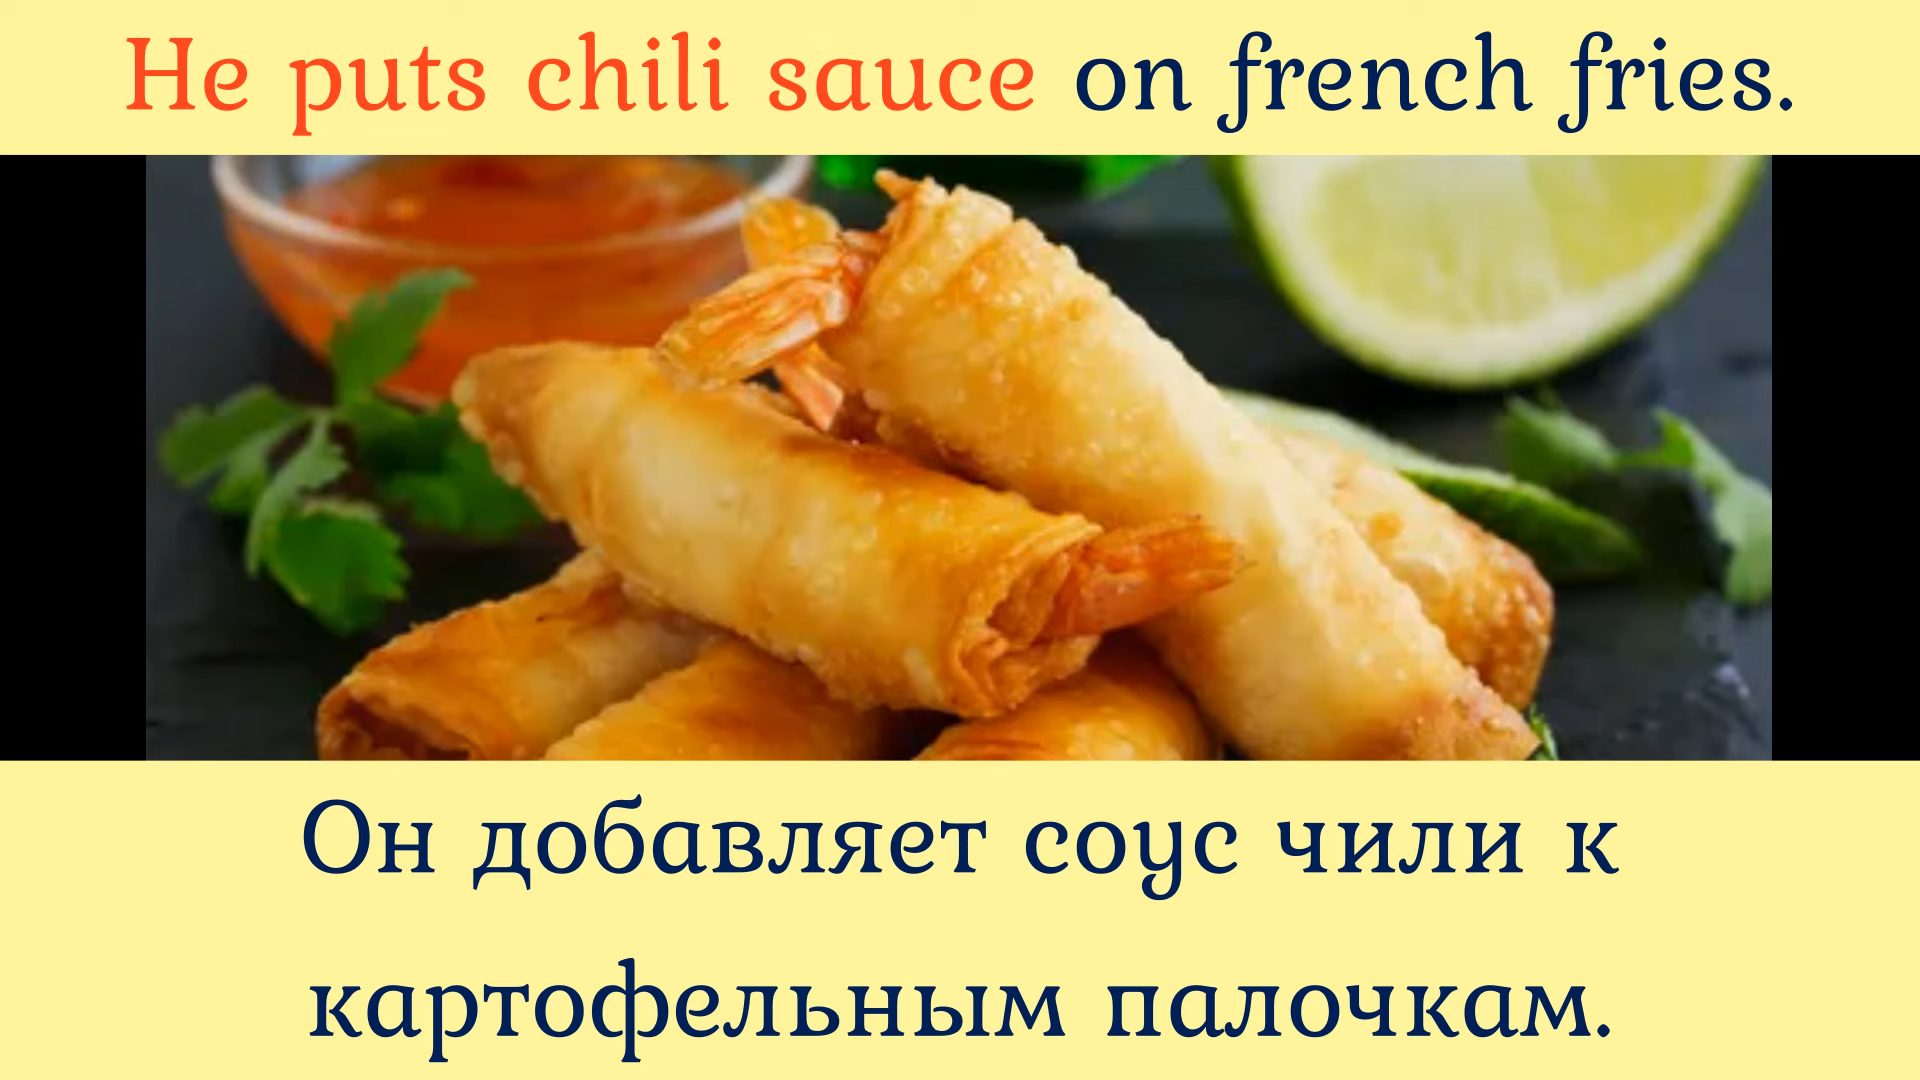 He puts chili sauce on french fries.
Он добавляет соус чили к
картофельным палочкам.